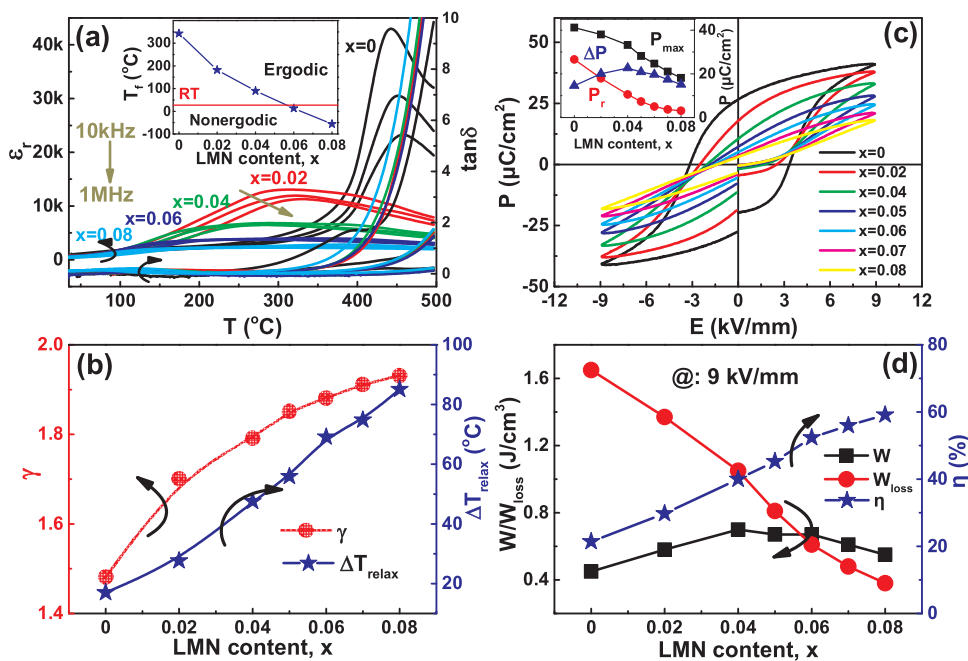 (a)
40k
30k
20k
10k
0
εr
10kHz
1MHz
400
300
200
100
0
-100
Tf (°C)
Ergodic
RT
Nonergodic
0.00 0.02 0.04 0.06 0.08
LMN content, x
x=0
x=0.02
x=0.04
x=0.06
x=0.08
10
8
6
4
2
0
tanδ
100 200 300 400 500
T (°C)
(c)
50
25
0
-25
-50
P (μC/cm²)
Pmax
ΔP
Pr
40
20
0
P (μC/cm²)
0.00 0.04 0.08
LMN content, x
x=0
x=0.02
x=0.04
x=0.05
x=0.06
x=0.07
x=0.08
-12 -9 -6 -3 0 3 6 9 12
E (kV/mm)
(b)
2.0
1.8
1.6
1.4
γ
100
80
60
40
20
ΔTrelax (°C)
γ
ΔTrelax
0 0.02 0.04 0.06 0.08
LMN content, x
(d)
@: 9 kV/mm
1.6
1.2
0.8
0.4
W/Wloss (J/cm³)
W
Wloss
η
80
60
40
20
0
η (%)
0 0.02 0.04 0.06 0.08
LMN content, x